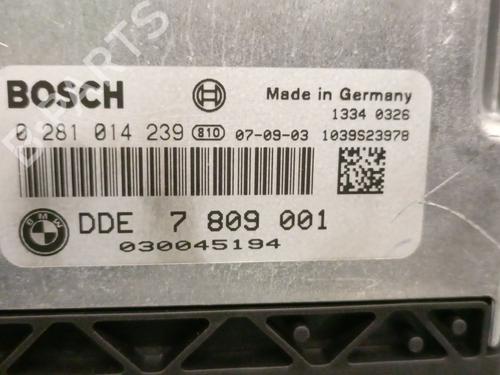 BOSCH
Made in Germany
1334 0326
0 281 014 239 810 07-09-03 1039S23978
BMW
DDE 7 809 001
030045194